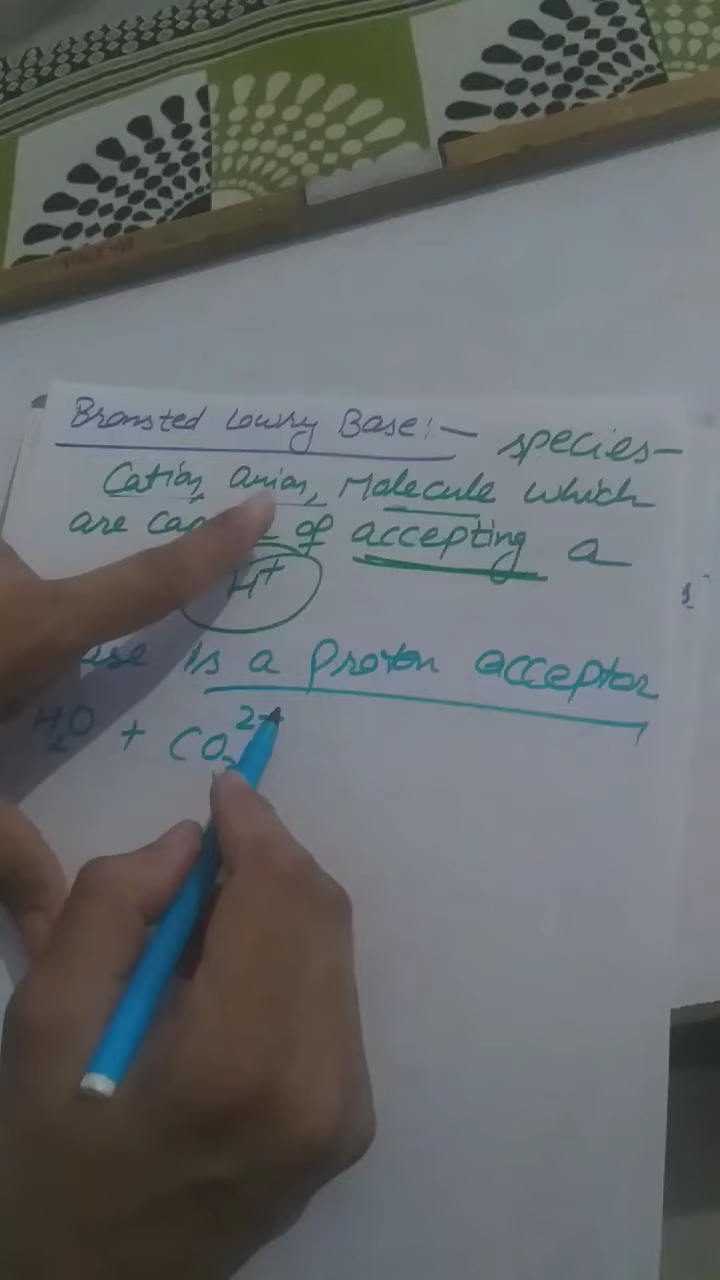 Bronsted Lowry Base:— species—
Cation, anion, Molecule which
are of accepting a
H+
is a Proton acceptor
H2O + CO3 2-